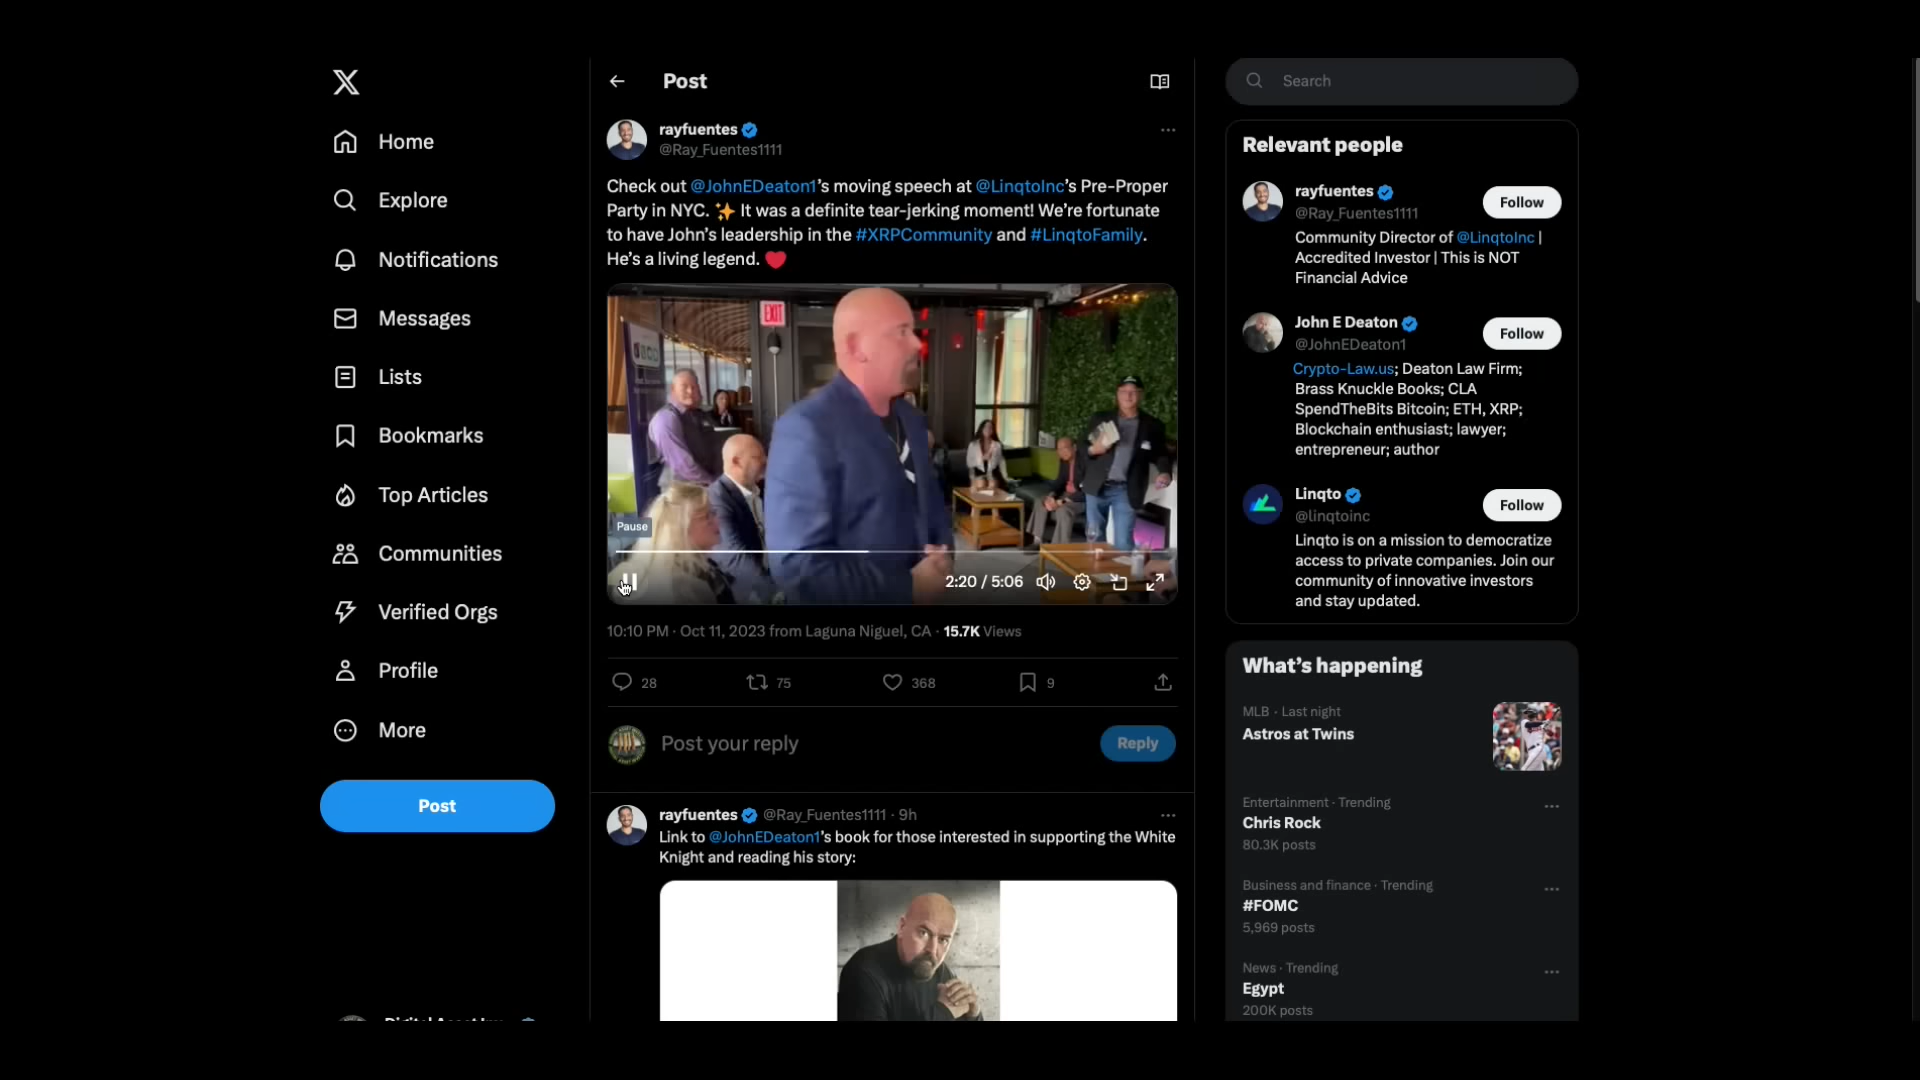 Home
Explore
Notifications
Messages
Lists
Bookmarks
Top Articles
Communities
Verified Orgs
Profile
More
Post
Post
rayfuentes
@Ray_Fuentes1111
Check out @JohnEDeaton1's moving speech at @LinqtoInc's Pre-Proper
Party in NYC. ✨ It was a definite tear-jerking moment! We're fortunate
to have John's leadership in the #XRPCommunity and #LinqtoFamily.
He's a living legend. ❤️
EXIT
Pause
2:20 / 5:06
10:10 PM · Oct 11, 2023 from Laguna Niguel, CA · 15.7K Views
28 75 368 9
Post your reply
Reply
rayfuentes @Ray_Fuentes1111 · 9h
Link to @JohnEDeaton1's book for those interested in supporting the White
Knight and reading his story:
Search
Relevant people
rayfuentes
@Ray_Fuentes1111
Follow
Community Director of @LinqtoInc |
Accredited Investor | This is NOT
Financial Advice
John E Deaton
@JohnEDeaton1
Follow
Crypto-Law.us; Deaton Law Firm;
Brass Knuckle Books; CLA
SpendTheBits Bitcoin; ETH, XRP;
Blockchain enthusiast; lawyer;
entrepreneur; author
Linqto
@linqtoinc
Follow
Linqto is on a mission to democratize
access to private companies. Join our
community of innovative investors
and stay updated.
What's happening
MLB · Last night
Astros at Twins
Entertainment · Trending
Chris Rock
80.3K posts
Business and finance · Trending
#FOMC
5,969 posts
News · Trending
Egypt
200K posts